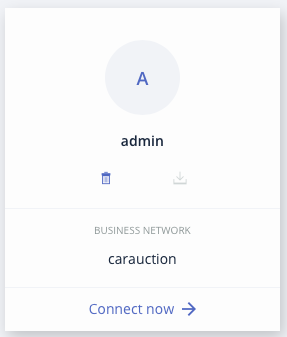 A
admin
BUSINESS NETWORK
carauction
Connect now